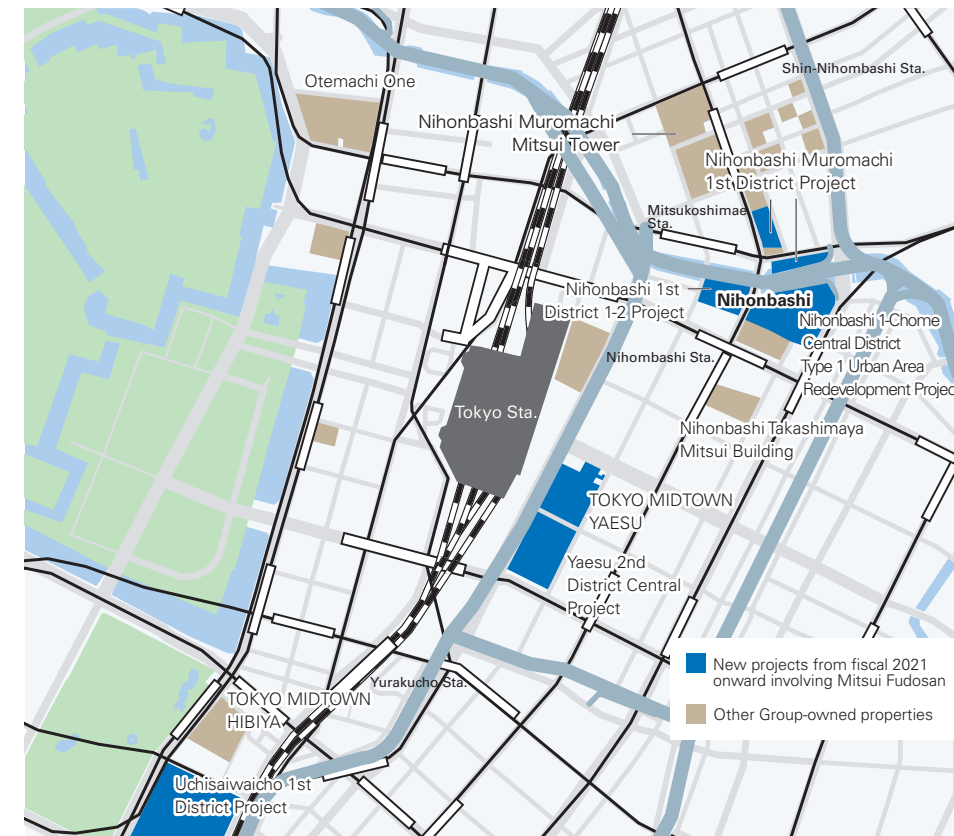 Shin-Nihombashi Sta.
Otemachi One
Nihonbashi Muromachi
Mitsui Tower
Nihonbashi Muromachi
1st District Project
Mitsukoshimae
Sta.
Nihonbashi 1st
District 1-2 Project
Nihonbashi
Nihonbashi 1-Chome
Central District
Type 1 Urban Area
Redevelopment Projec
Nihombashi Sta.
Tokyo Sta.
Nihonbashi Takashimaya
Mitsui Building
TOKYO MIDTOWN
YAESU
Yaesu 2nd
District Central
Project
Yurakucho Sta.
TOKYO MIDTOWN
HIBIYA
Uchisaiwaicho 1st
District Project
New projects from fiscal 2021
onward involving Mitsui Fudosan
Other Group-owned properties